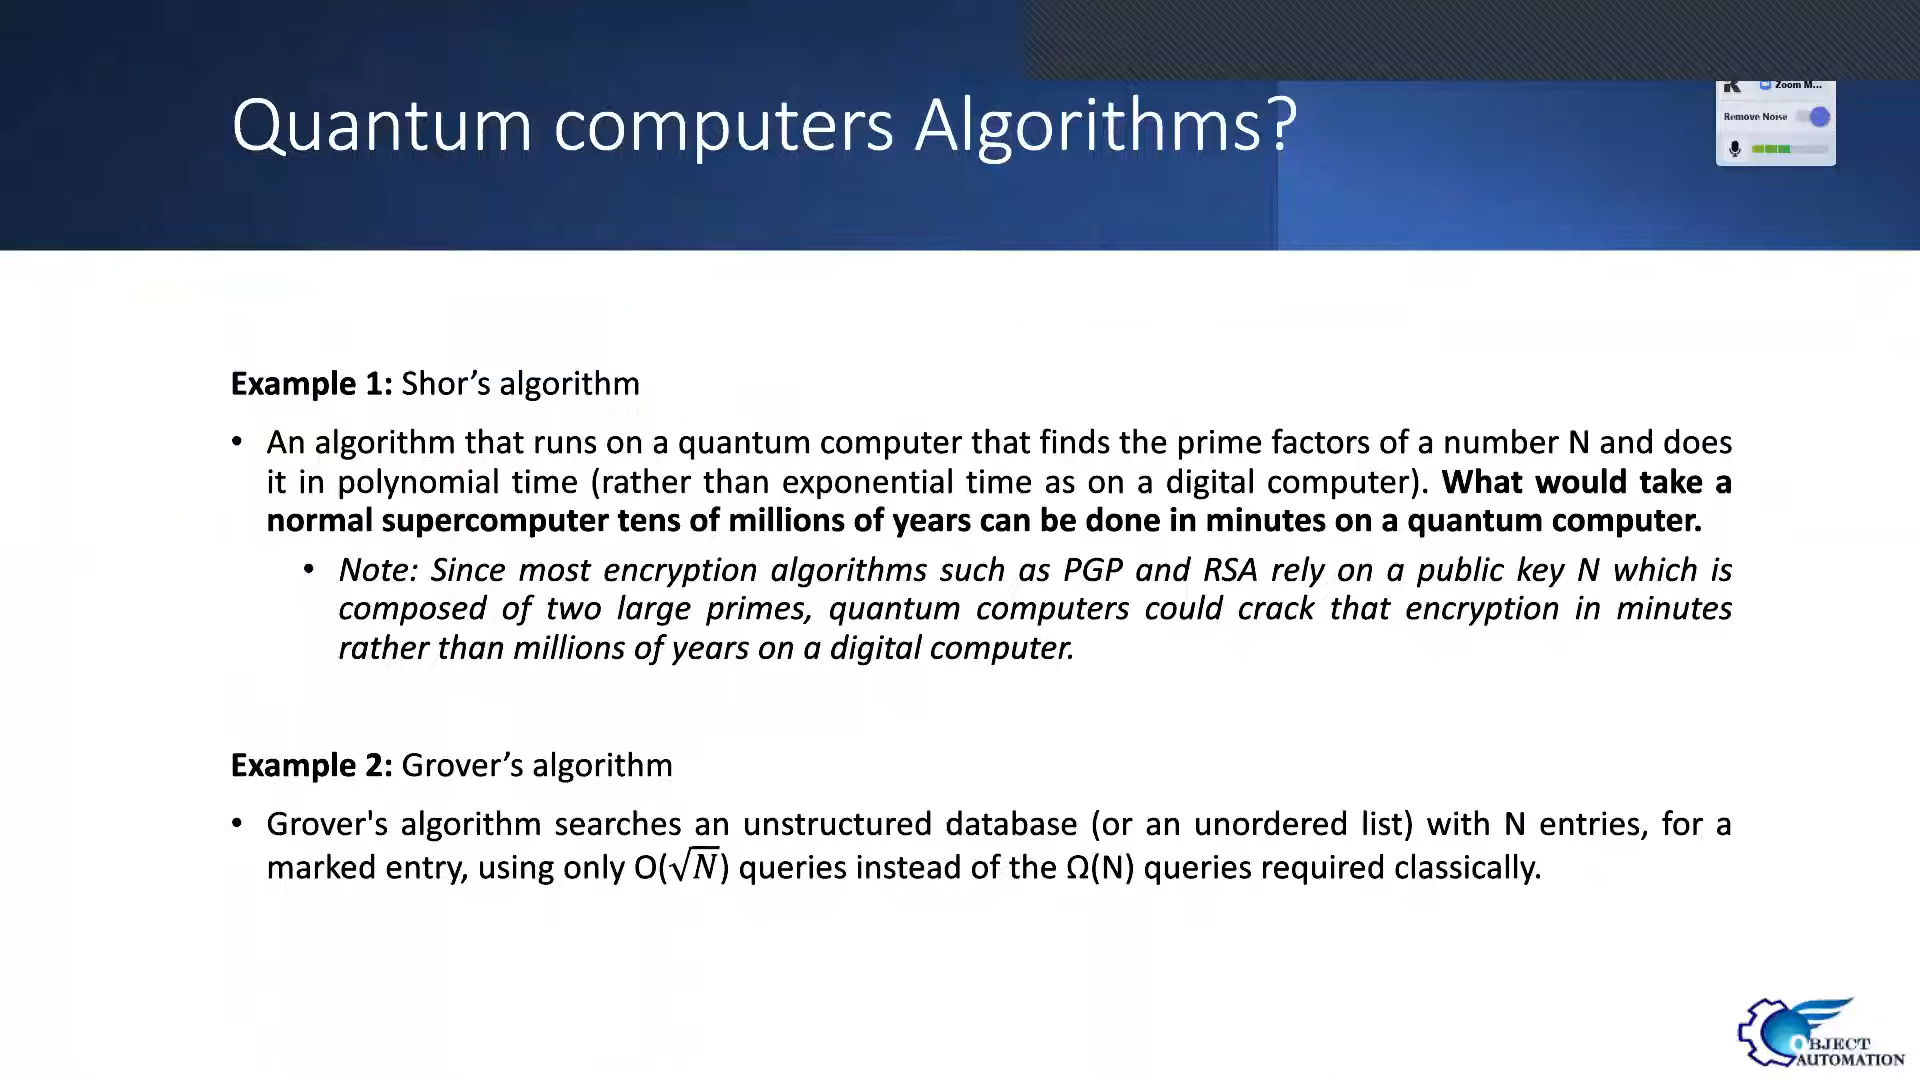 Zoom M...
Quantum computers Algorithms?
Remove Noise
Example 1: Shor’s algorithm
• An algorithm that runs on a quantum computer that finds the prime factors of a number N and does
it in polynomial time (rather than exponential time as on a digital computer). What would take a
normal supercomputer tens of millions of years can be done in minutes on a quantum computer.
• Note: Since most encryption algorithms such as PGP and RSA rely on a public key N which is
composed of two large primes, quantum computers could crack that encryption in minutes
rather than millions of years on a digital computer.
Example 2: Grover’s algorithm
• Grover's algorithm searches an unstructured database (or an unordered list) with N entries, for a
marked entry, using only O(√N) queries instead of the Ω(N) queries required classically.
OBJECT
AUTOMATION